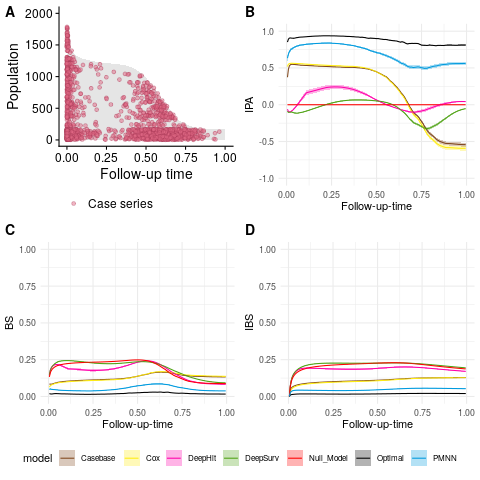 A
Population
2000
1500
1000
500
0
0.00 0.25 0.50 0.75 1.00
Follow-up time
Case series
B
IPA
1.0
0.5
0.0
-0.5
-1.0
0.00 0.25 0.50 0.75 1.00
Follow-up-time
C
BS
1.00
0.75
0.50
0.25
0.00
0.00 0.25 0.50 0.75 1.00
Follow-up-time
D
IBS
1.00
0.75
0.50
0.25
0.00
0.00 0.25 0.50 0.75 1.00
Follow-up-time
model Casebase Cox DeepHit DeepSurv Null_Model Optimal PMNN